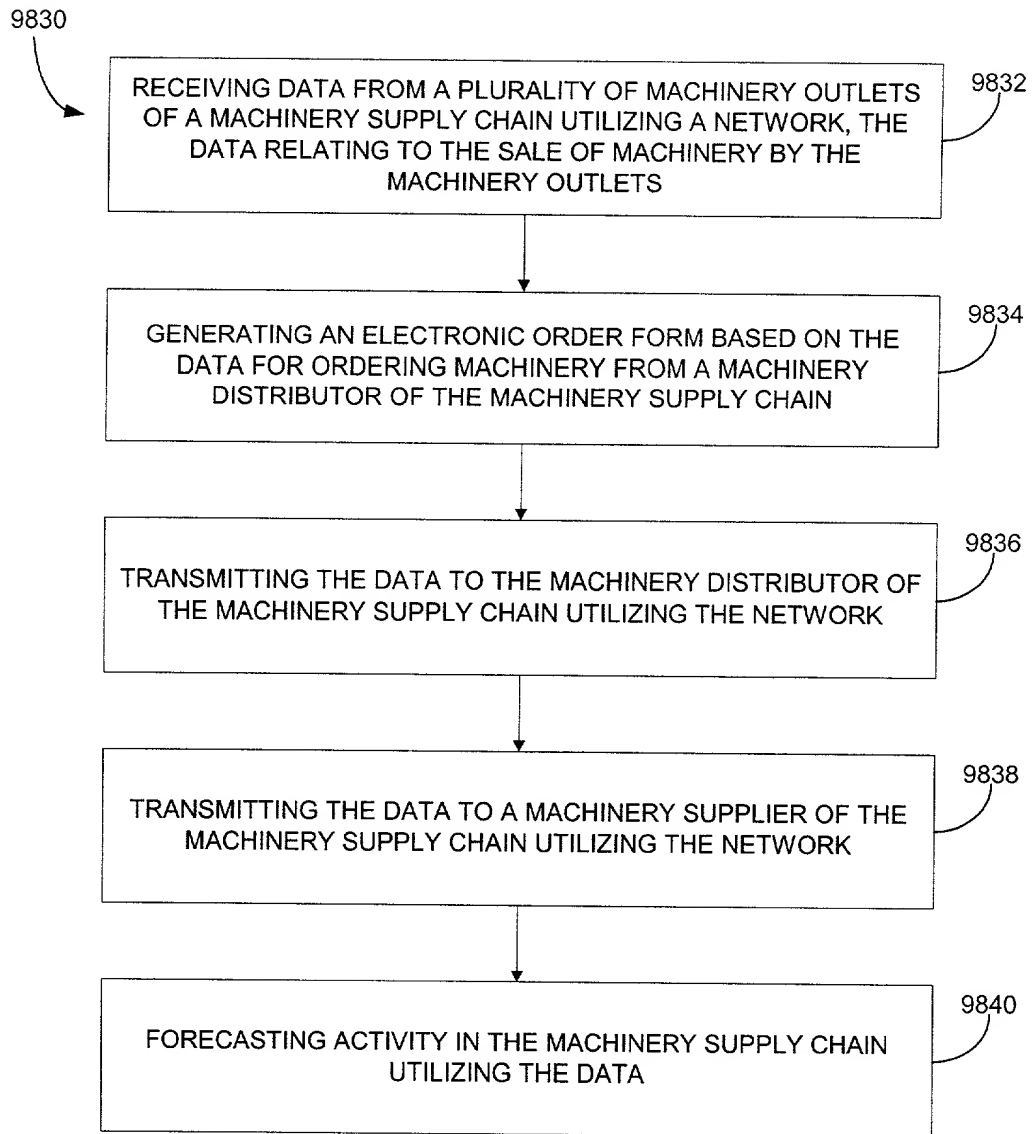 9830
9832
RECEIVING DATA FROM A PLURALITY OF MACHINERY OUTLETS
OF A MACHINERY SUPPLY CHAIN UTILIZING A NETWORK, THE
DATA RELATING TO THE SALE OF MACHINERY BY THE
MACHINERY OUTLETS
9834
GENERATING AN ELECTRONIC ORDER FORM BASED ON THE
DATA FOR ORDERING MACHINERY FROM A MACHINERY
DISTRIBUTOR OF THE MACHINERY SUPPLY CHAIN
9836
TRANSMITTING THE DATA TO THE MACHINERY DISTRIBUTOR OF
THE MACHINERY SUPPLY CHAIN UTILIZING THE NETWORK
9838
TRANSMITTING THE DATA TO A MACHINERY SUPPLIER OF THE
MACHINERY SUPPLY CHAIN UTILIZING THE NETWORK
9840
FORECASTING ACTIVITY IN THE MACHINERY SUPPLY CHAIN
UTILIZING THE DATA